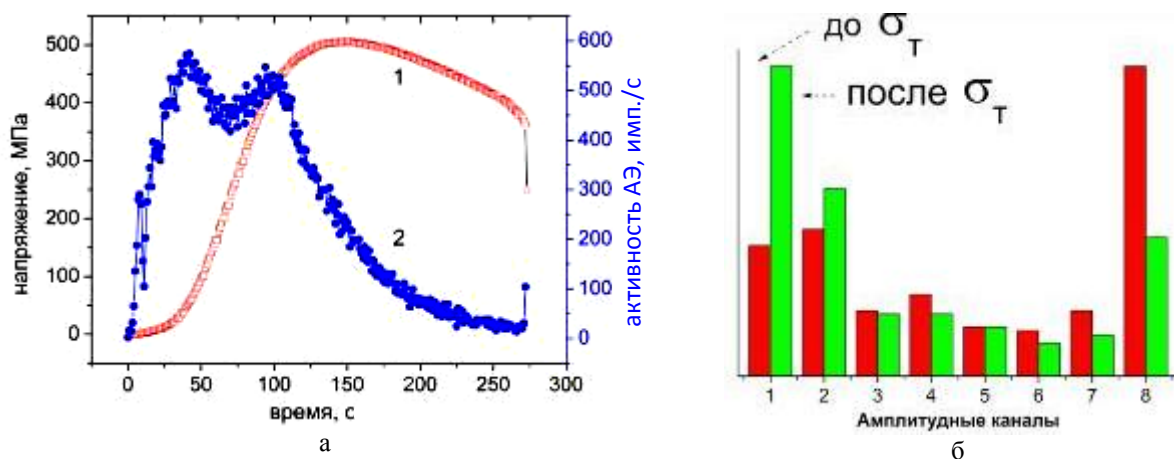 500
400
300
200
100
0
напряжение, МПа
600
500
400
300
200
100
0
активность АЭ, имп./с
1
2
0 50 100 150 200 250 300
время, с
а
до σт
после σт
1 2 3 4 5 6 7 8
Амплитудные каналы
б